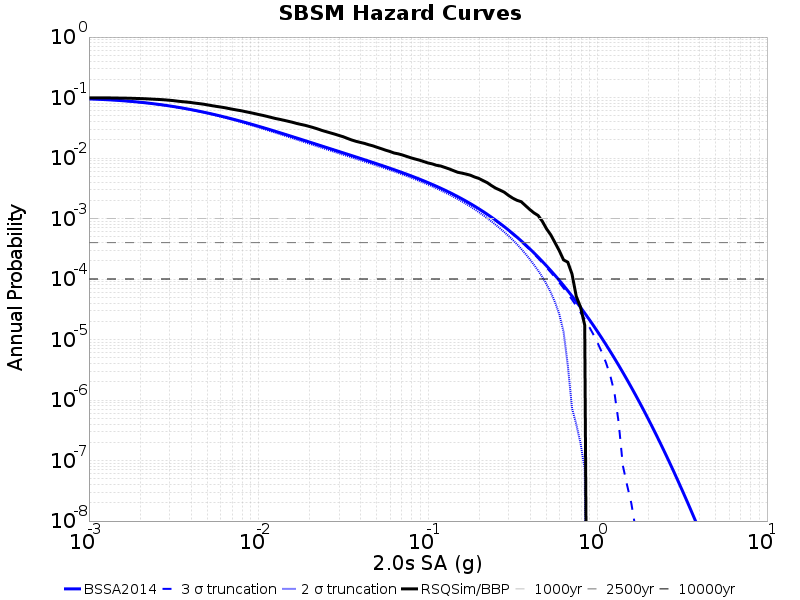 SBSM Hazard Curves
10^0
10^-1
10^-2
10^-3
10^-4
10^-5
10^-6
10^-7
10^-8
Annual Probability
10^-3 10^-2 10^-1 10^0 10^1
2.0s SA (g)
BSSA2014 3 σ truncation 2 σ truncation RSQSim/BBP 1000yr 2500yr 10000yr